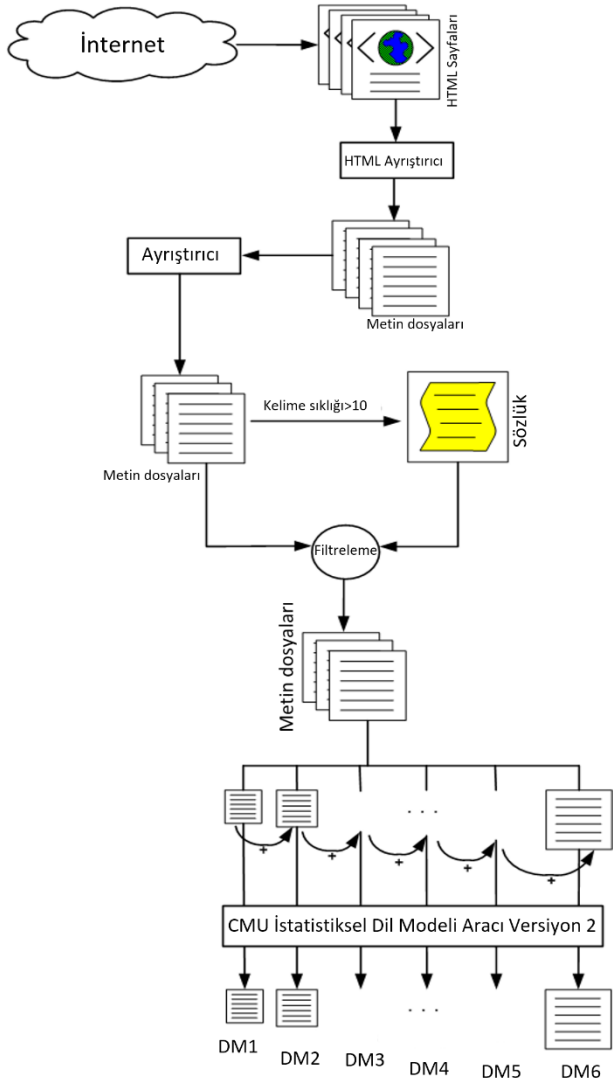 İnternet
HTML Sayfaları
HTML Ayrıştırıcı
Ayrıştırıcı
Metin dosyaları
Kelime sıklığı>10
Sözlük
Metin dosyaları
Filtreleme
Metin dosyaları
. . .
+ + + + +
CMU İstatistiksel Dil Modeli Aracı Versiyon 2
. . .
DM1 DM2 DM3 DM4 DM5 DM6